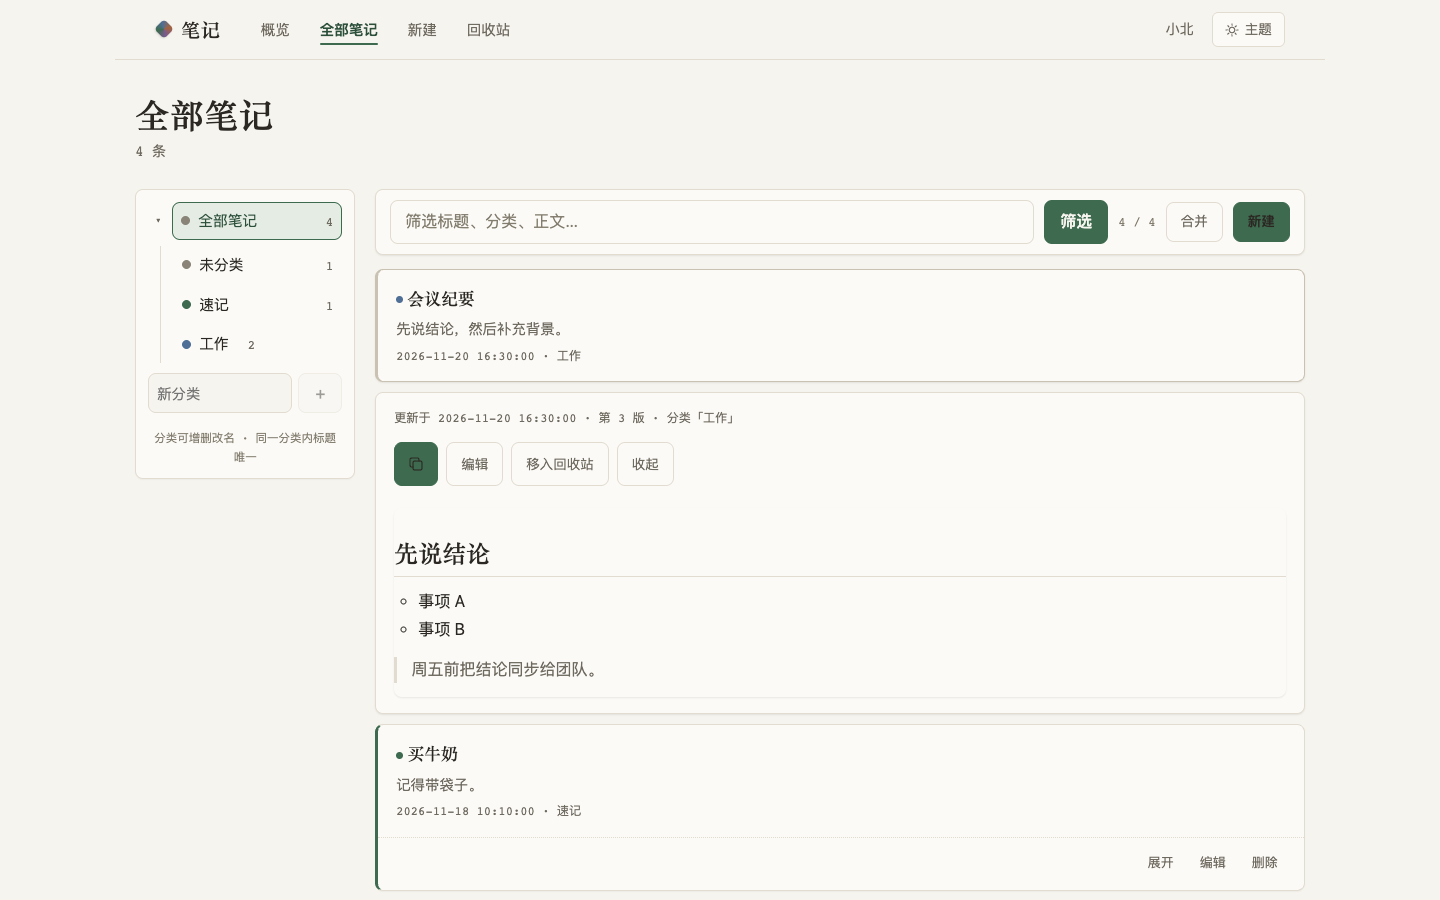 笔记 概览 全部笔记 新建 回收站 小北 主题
全部笔记
4 条
全部笔记 4
未分类 1
速记 1
工作 2
新分类 +
分类可增删改名 · 同一分类内标题
唯一
筛选标题、分类、正文… 筛选 4 / 4 合并 新建
会议纪要
先说结论，然后补充背景。
2026-11-20 16:30:00 · 工作
更新于 2026-11-20 16:30:00 · 第 3 版 · 分类「工作」
编辑 移入回收站 收起
先说结论
事项 A
事项 B
周五前把结论同步给团队。
买牛奶
记得带袋子。
2026-11-18 10:10:00 · 速记
展开 编辑 删除